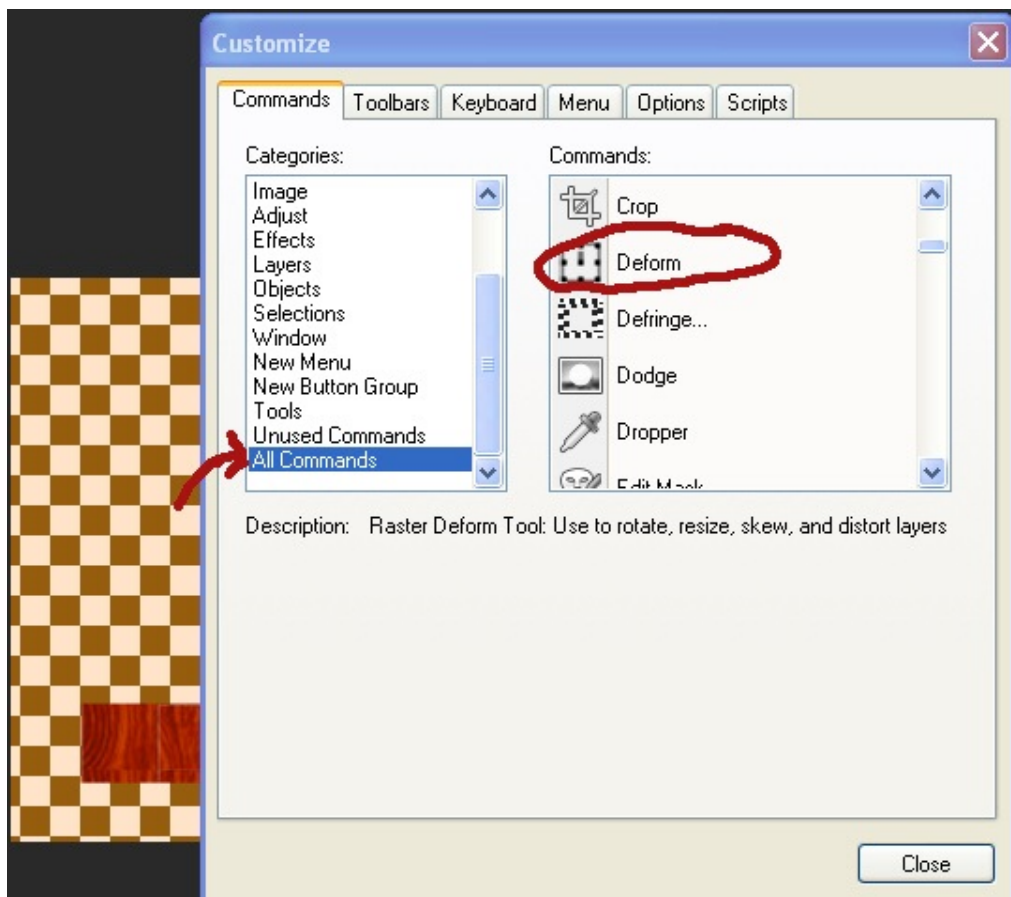 Customize
Commands Toolbars Keyboard Menu Options Scripts
Categories:
Image
Adjust
Effects
Layers
Objects
Selections
Window
New Menu
New Button Group
Tools
Unused Commands
All Commands
Commands:
Crop
Deform
Defringe...
Dodge
Dropper
Edit Mask
Description: Raster Deform Tool: Use to rotate, resize, skew, and distort layers
Close